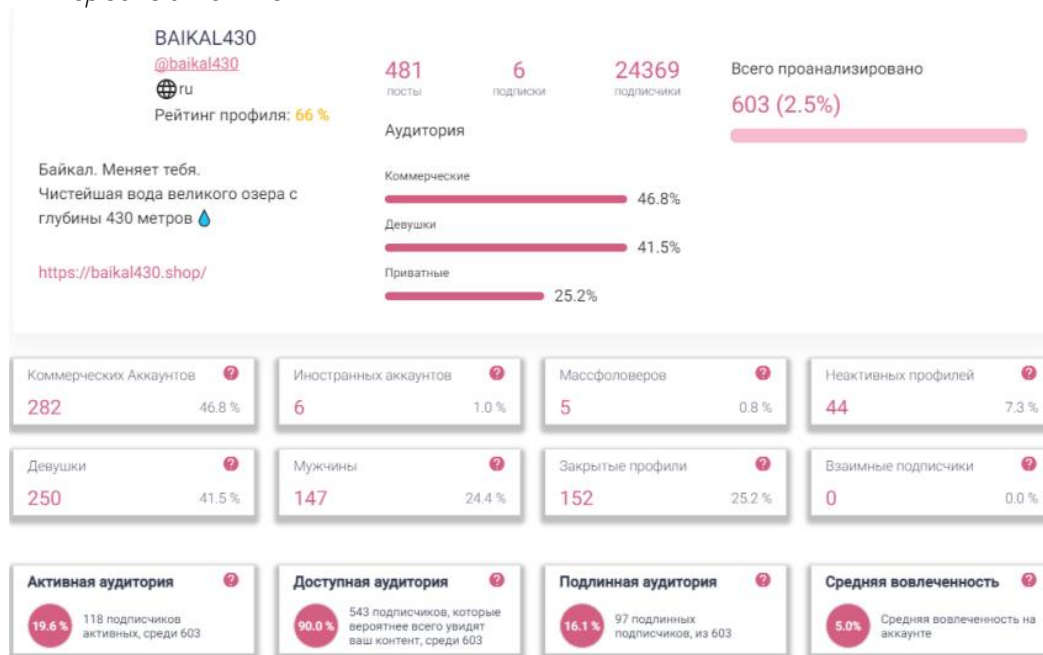 BAIKAL430
@baikal430
ru
Рейтинг профиля: 66 %
Байкал. Меняет тебя.
Чистейшая вода великого озера с
глубины 430 метров
https://baikal430.shop/
481
посты
6
подписки
24369
подписчики
Аудитория
Коммерческие
46.8%
Девушки
41.5%
Приватные
25.2%
Всего проанализировано
603 (2.5%)
Коммерческих Аккаунтов ?
282 46.8 %
Иностранных аккаунтов ?
6 1.0 %
Массфоловеров ?
5 0.8 %
Неактивных профилей ?
44 7.3 %
Девушки ?
250 41.5 %
Мужчины ?
147 24.4 %
Закрытые профили ?
152 25.2 %
Взаимные подписчики ?
0 0.0 %
Активная аудитория ?
19.6 %
118 подписчиков
активных, среди 603
Доступная аудитория ?
90.0 %
543 подписчиков, которые
вероятнее всего увидят
ваш контент, среди 603
Подлинная аудитория ?
16.1 %
97 подлинных
подписчиков, из 603
Средняя вовлеченность ?
5.0%
Средняя вовлеченность на
аккаунте